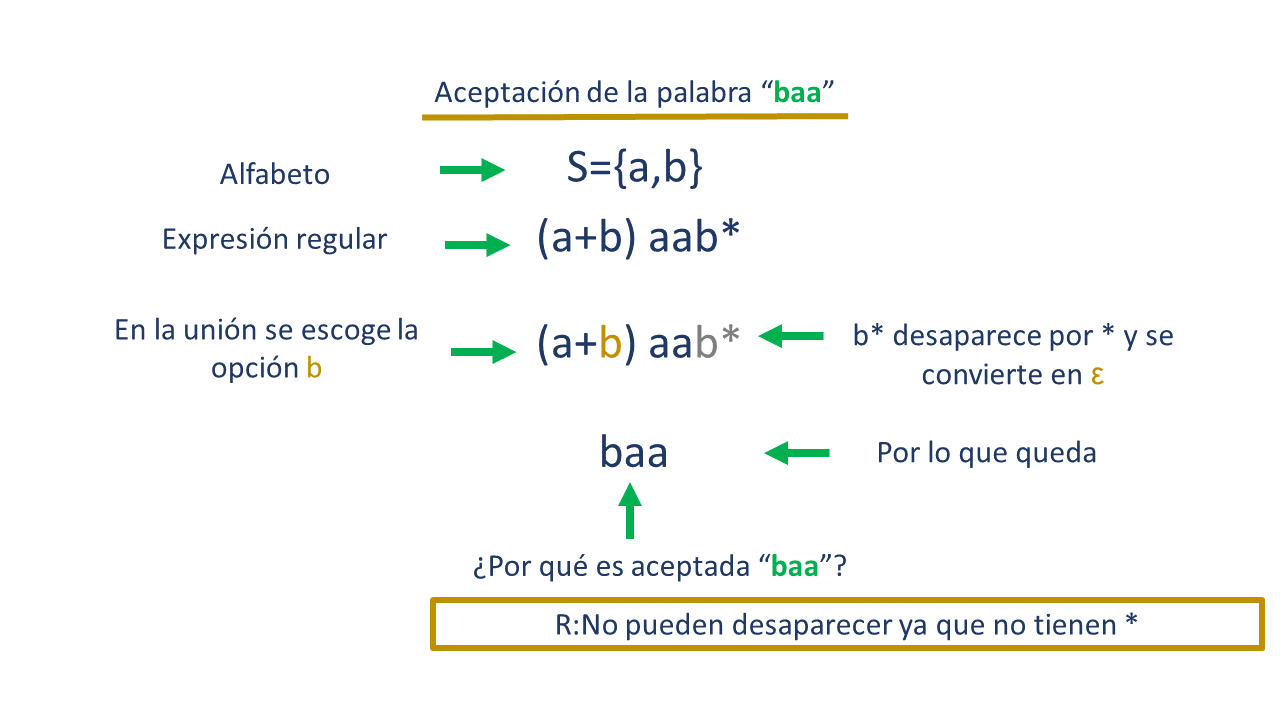 Aceptación de la palabra “baa”
Alfabeto
S={a,b}
Expresión regular
(a+b) aab*
En la unión se escoge la
opción b
(a+b) aab*
b* desaparece por * y se
convierte en ε
baa
Por lo que queda
¿Por qué es aceptada “baa”?
R:No pueden desaparecer ya que no tienen *